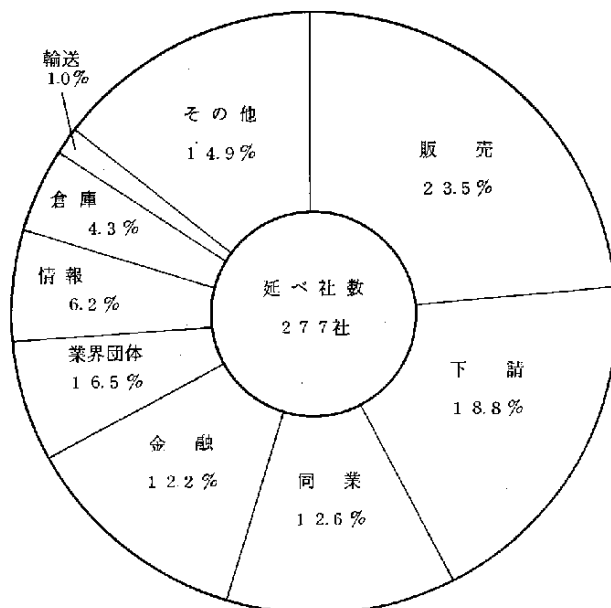 販売
23.5%
下請
18.8%
同業
12.6%
金融
12.2%
業界団体
16.5%
情報
6.2%
倉庫
4.3%
輸送
1.0%
その他
14.9%
延べ社数
277社